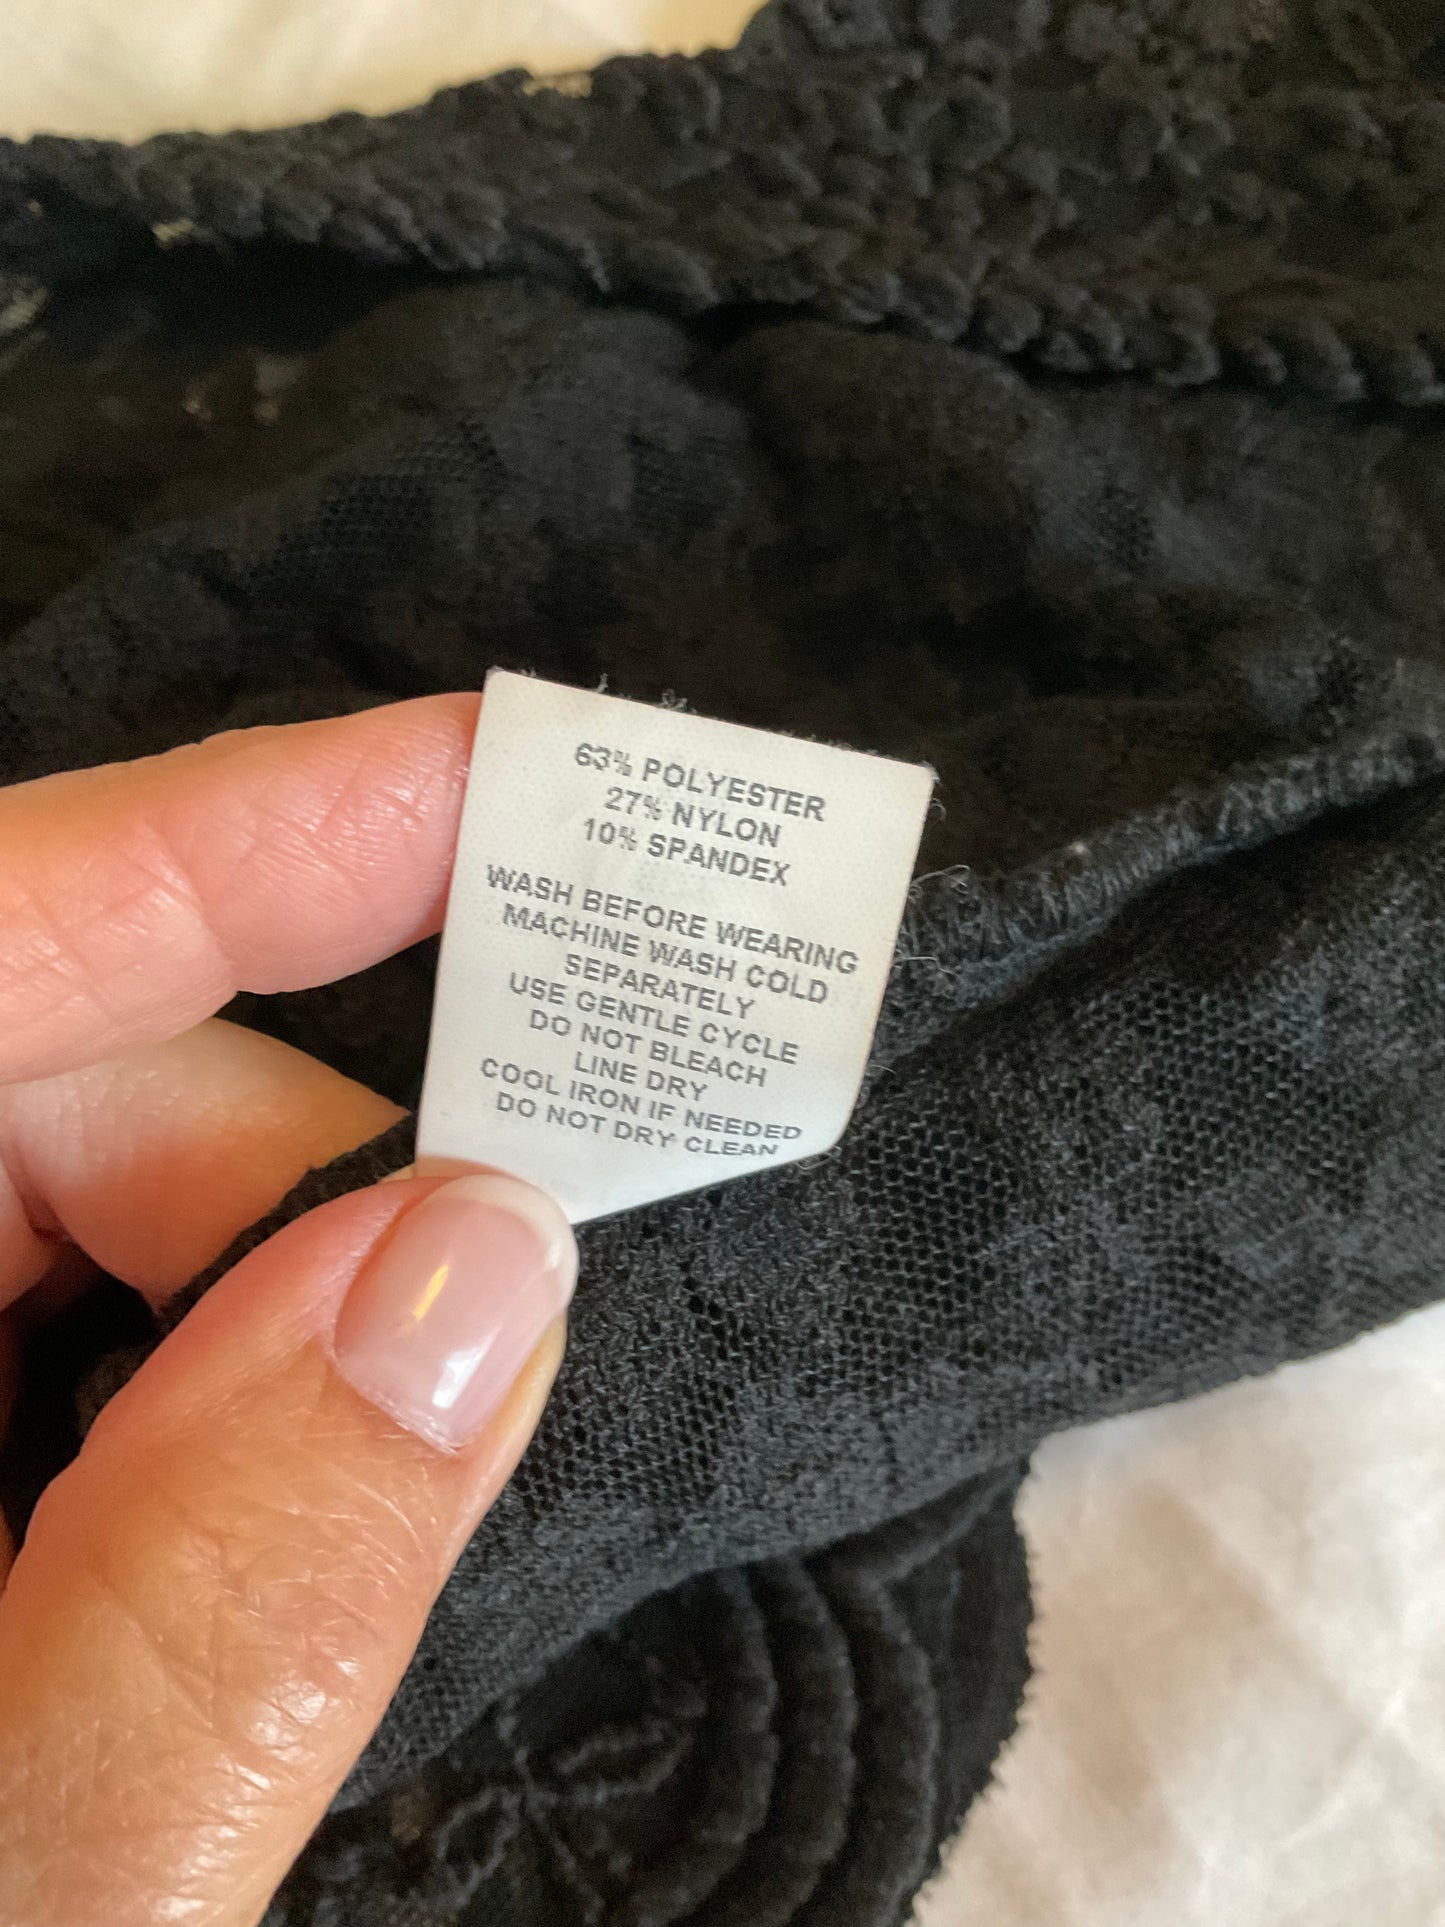 63% POLYESTER
27% NYLON
10% SPANDEX
WASH BEFORE WEARING
MACHINE WASH COLD
SEPARATELY
USE GENTLE CYCLE
DO NOT BLEACH
LINE DRY
COOL IRON IF NEEDED
DO NOT DRY CLEAN